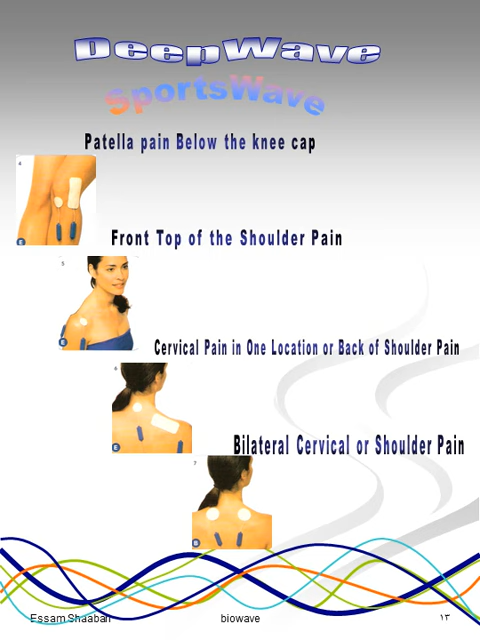 DeepWave
SportsWave
Patella pain Below the knee cap
4
E
Front Top of the Shoulder Pain
5
E
Cervical Pain in One Location or Back of Shoulder Pain
6
E
Bilateral Cervical or Shoulder Pain
7
B
Essam Shaaban
biowave
١٣